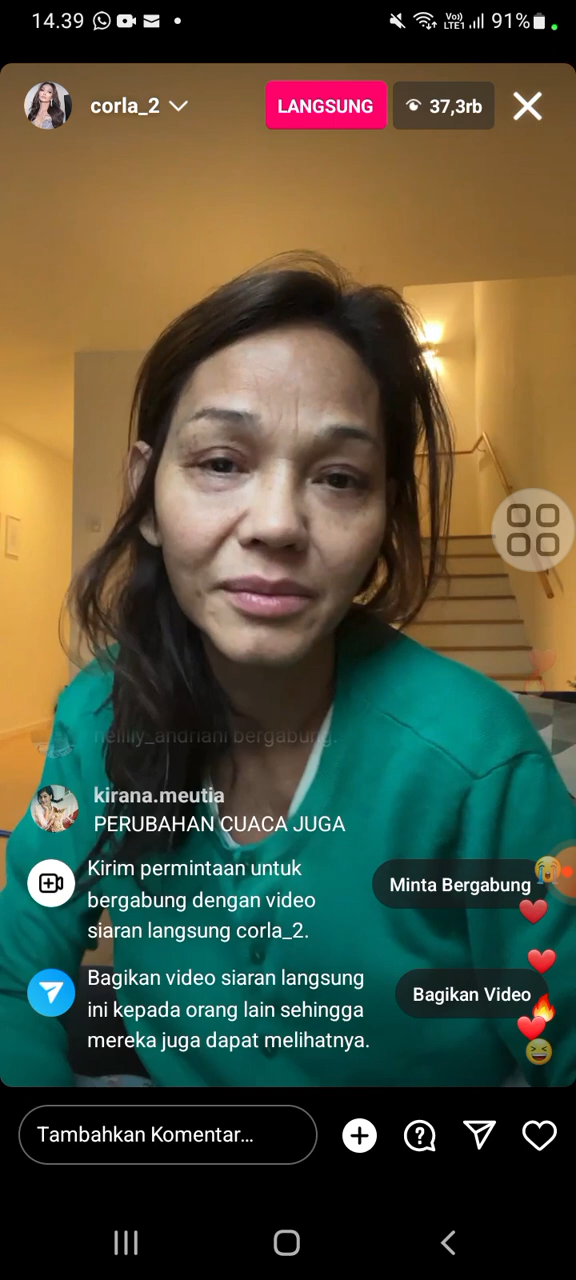 14.39
Vo))
LTE1
91%
corla_2
LANGSUNG
37,3rb
nellliy_andriani bergabung.
kirana.meutia
PERUBAHAN CUACA JUGA
Kirim permintaan untuk
bergabung dengan video
siaran langsung corla_2.
Minta Bergabung
Bagikan video siaran langsung
ini kepada orang lain sehingga
mereka juga dapat melihatnya.
Bagikan Video
Tambahkan Komentar...